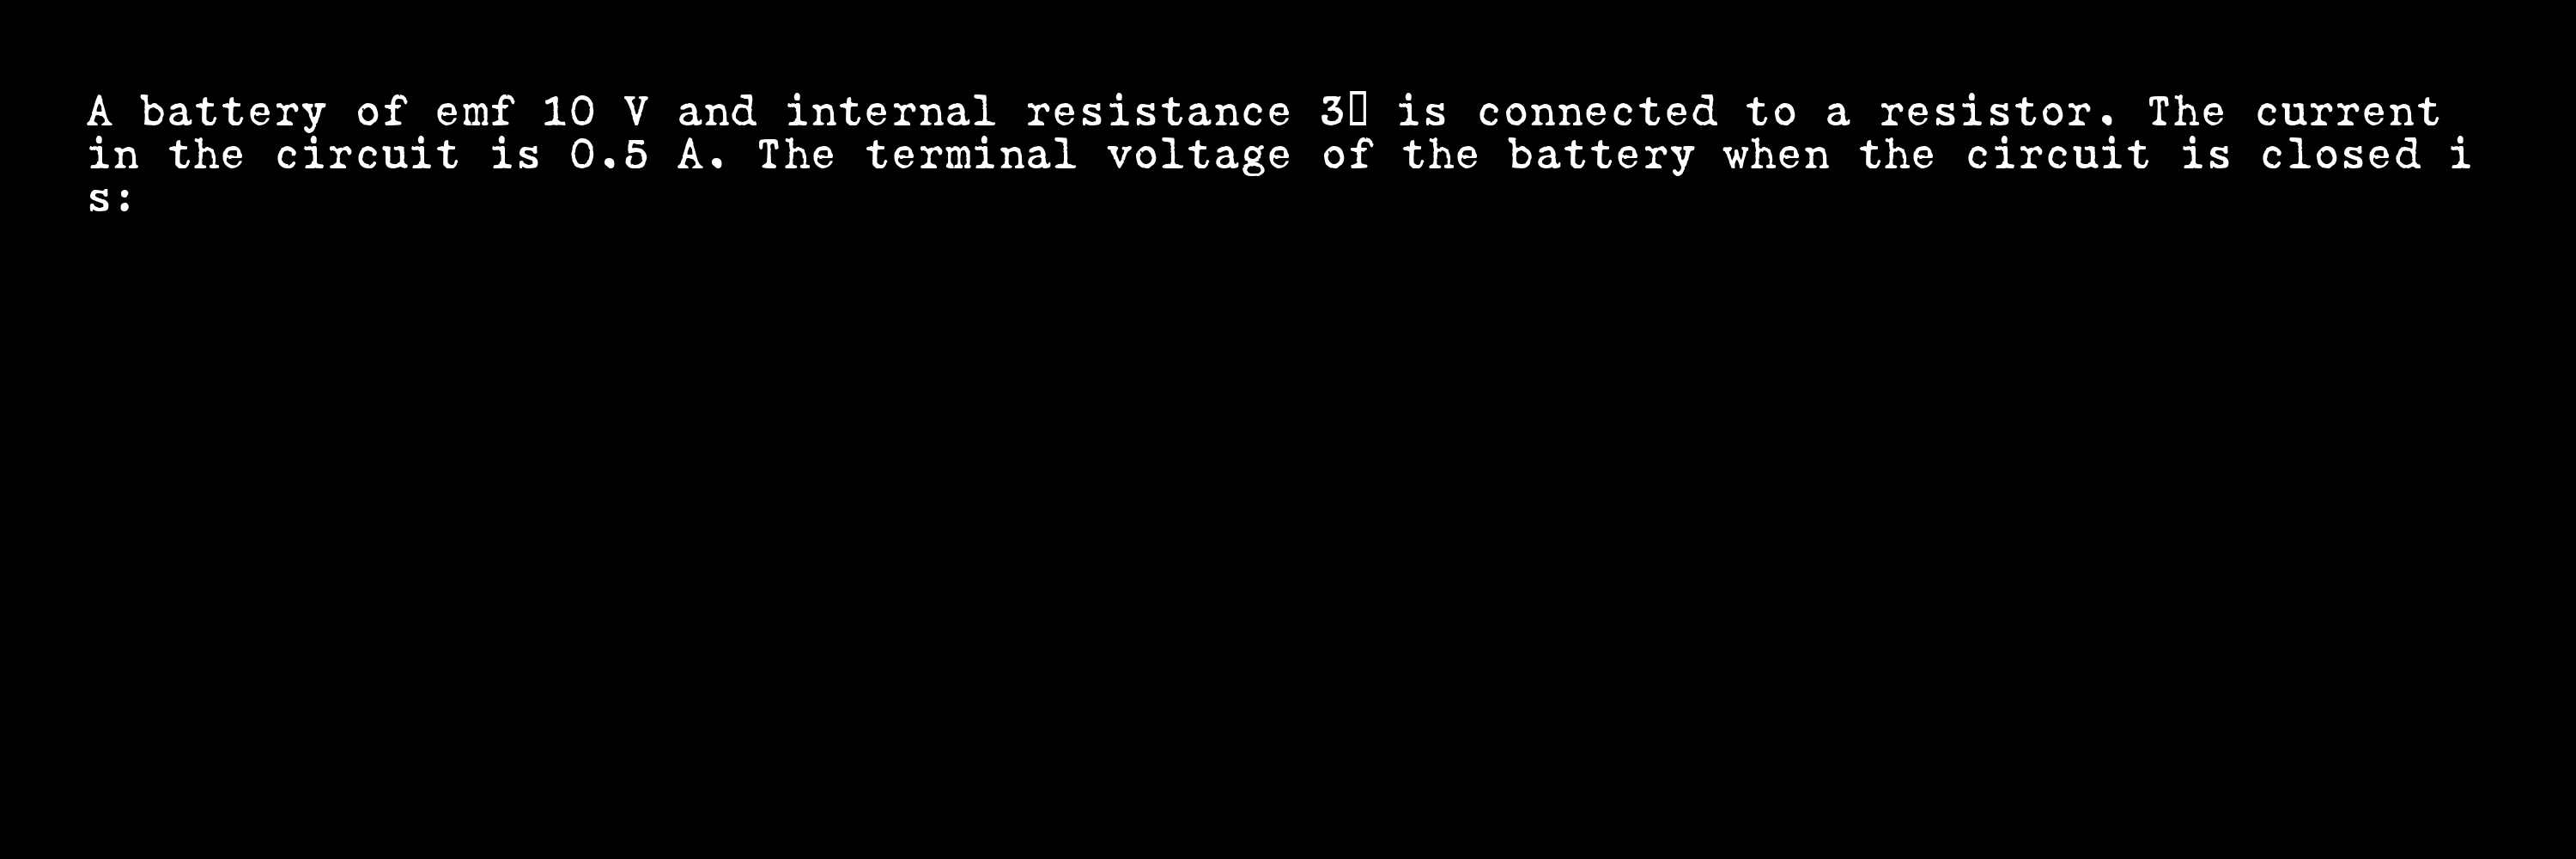 A battery of emf 10 V and internal resistance 3▯ is connected to a resistor. The current
in the circuit is 0.5 A. The terminal voltage of the battery when the circuit is closed i
s: